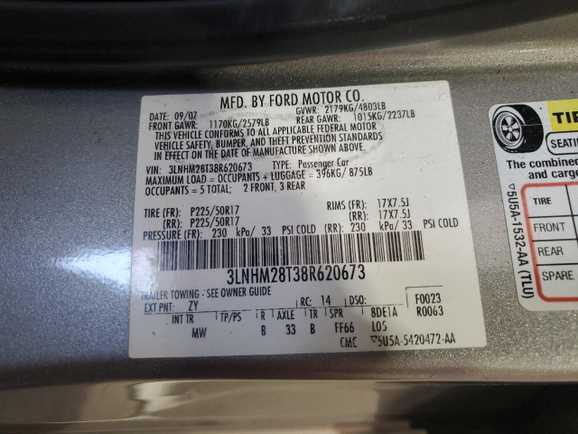 MFD. BY FORD MOTOR CO.
DATE: 09/07 GVWR: 2179KG/4803LB
FRONT GAWR: 1170KG/2579LB REAR GAWR: 1015KG/2237LB
THIS VEHICLE CONFORMS TO ALL APPLICABLE FEDERAL MOTOR
VEHICLE SAFETY, BUMPER, AND THEFT PREVENTION STANDARDS
IN EFFECT ON THE DATE OF MANUFACTURE SHOWN ABOVE.
VIN: 3LNHM28T38R620673 TYPE: Passenger Car
MAXIMUM LOAD = OCCUPANTS + LUGGAGE = 396KG/ 875LB
OCCUPANTS = 5 TOTAL; 2 FRONT, 3 REAR
TIRE (FR): P225/50R17 RIMS (FR): 17X7.5J
(RR): P225/50R17 (RR): 17X7.5J
PRESSURE (FR): 230 kPa/ 33 PSI COLD (RR): 230 kPa/ 33 PSI COLD
3LNHM28T38R620673
TRAILER TOWING - SEE OWNER GUIDE
EXT PNT: ZY RC: 14 DSO: F0023
INT TR TP/PS R AXLE TR SPR BDE1A R0063
MW B 33 B FF66 L05
CMC 5U5A-5420472-AA
TIR
SEATI
The combined
and cargo
TIRE
FRONT
REAR
SPARE
5U5A-1532-AA (TLU)